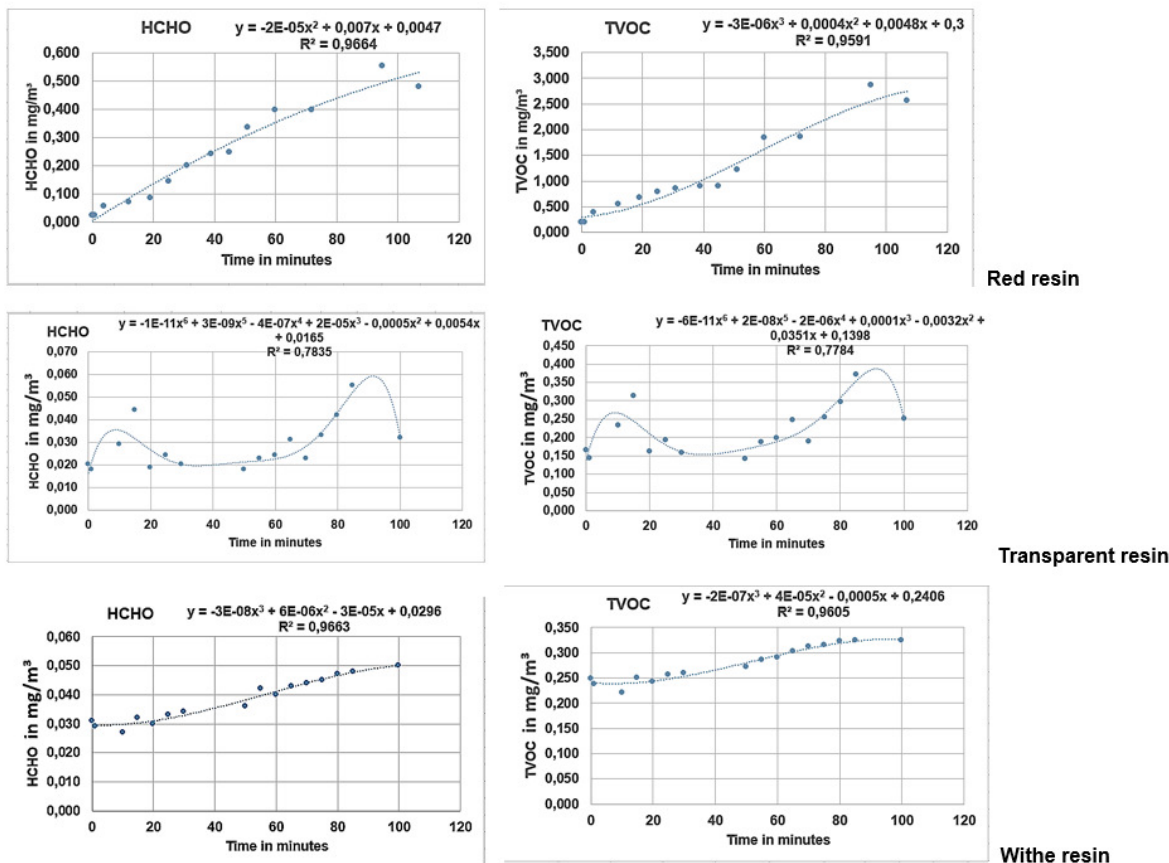 HCHO
y = -2E-05x² + 0,007x + 0,0047
R² = 0,9664
HCHO in mg/m³
0,600
0,500
0,400
0,300
0,200
0,100
0,000
0 20 40 60 80 100 120
Time in minutes
TVOC
y = -3E-06x³ + 0,0004x² + 0,0048x + 0,3
R² = 0,9591
TVOC in mg/m³
3,500
3,000
2,500
2,000
1,500
1,000
0,500
0,000
0 20 40 60 80 100 120
Time in minutes
Red resin
HCHO
y = -1E-11x⁶ + 3E-09x⁵ - 4E-07x⁴ + 2E-05x³ - 0,0005x² + 0,0054x
+ 0,0165
R² = 0,7835
HCHO in mg/m³
0,070
0,060
0,050
0,040
0,030
0,020
0,010
0,000
0 20 40 60 80 100 120
Time in minutes
TVOC
y = -6E-11x⁶ + 2E-08x⁵ - 2E-06x⁴ + 0,0001x³ - 0,0032x² +
0,0351x + 0,1398
R² = 0,7784
TVOC in mg/m³
0,450
0,400
0,350
0,300
0,250
0,200
0,150
0,100
0,050
0,000
0 20 40 60 80 100 120
Time in minutes
Transparent resin
HCHO
y = -3E-08x³ + 6E-06x² - 3E-05x + 0,0296
R² = 0,9663
HCHO in mg/m³
0,060
0,050
0,040
0,030
0,020
0,010
0,000
0 20 40 60 80 100 120
Time in minutes
TVOC
y = -2E-07x³ + 4E-05x² - 0,0005x + 0,2406
R² = 0,9605
TVOC in mg/m³
0,350
0,300
0,250
0,200
0,150
0,100
0,050
0,000
0 20 40 60 80 100 120
Time in minutes
Withe resin